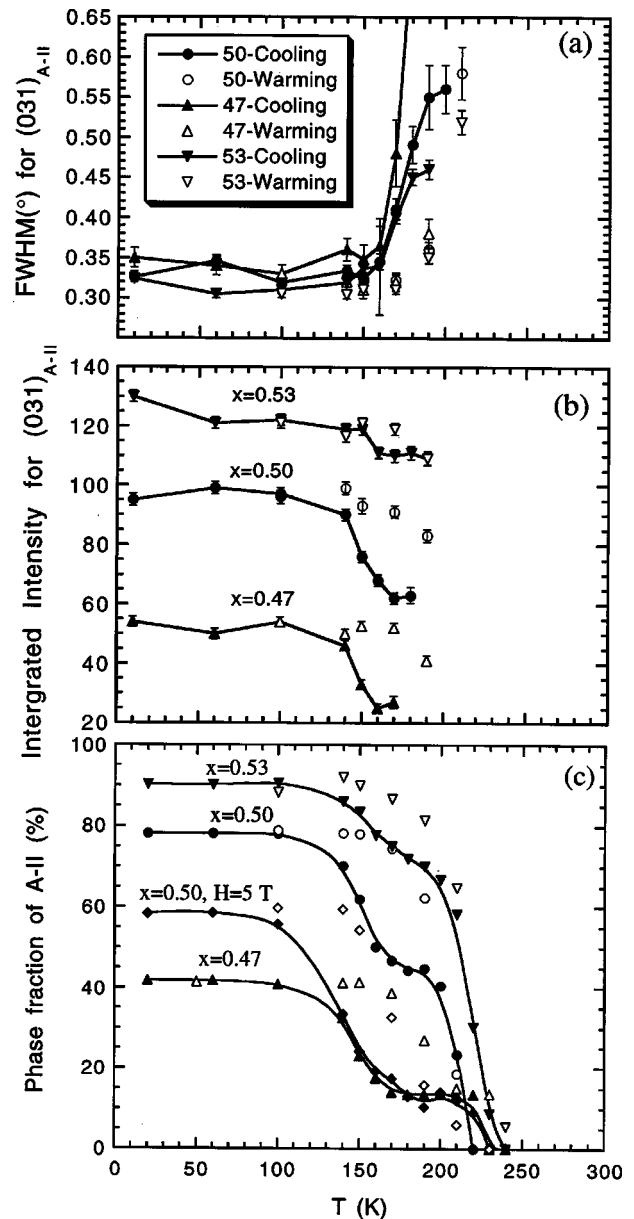 0.65
0.60
0.55
0.50
0.45
0.40
0.35
0.30
FWHM(°) for (031)A-II
(a)
50-Cooling
50-Warming
47-Cooling
47-Warming
53-Cooling
53-Warming
140
120
100
80
60
40
20
Intergrated Intensity for (031)A-II
(b)
x=0.53
x=0.50
x=0.47
100
80
60
40
20
0
Phase fraction of A-II (%)
(c)
x=0.53
x=0.50
x=0.50, H=5 T
x=0.47
0 50 100 150 200 250 300
T (K)